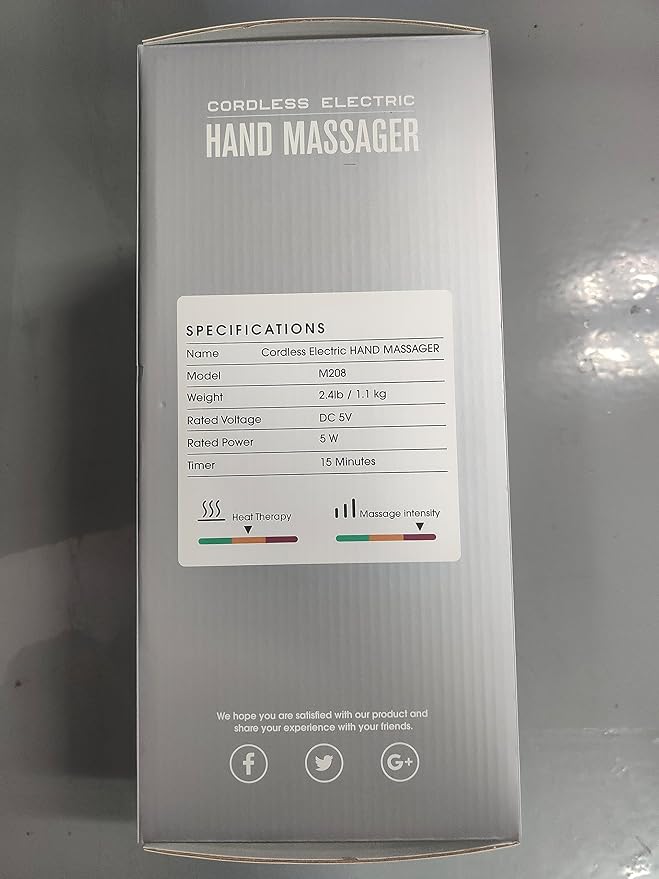 CORDLESS ELECTRIC
HAND MASSAGER
SPECIFICATIONS
Name Cordless Electric HAND MASSAGER
Model M208
Weight 2.4lb / 1.1 kg
Rated Voltage DC 5V
Rated Power 5 W
Timer 15 Minutes
Heat Therapy Massage intensity
We hope you are satisfied with our product and
share your experience with your friends.
f G+